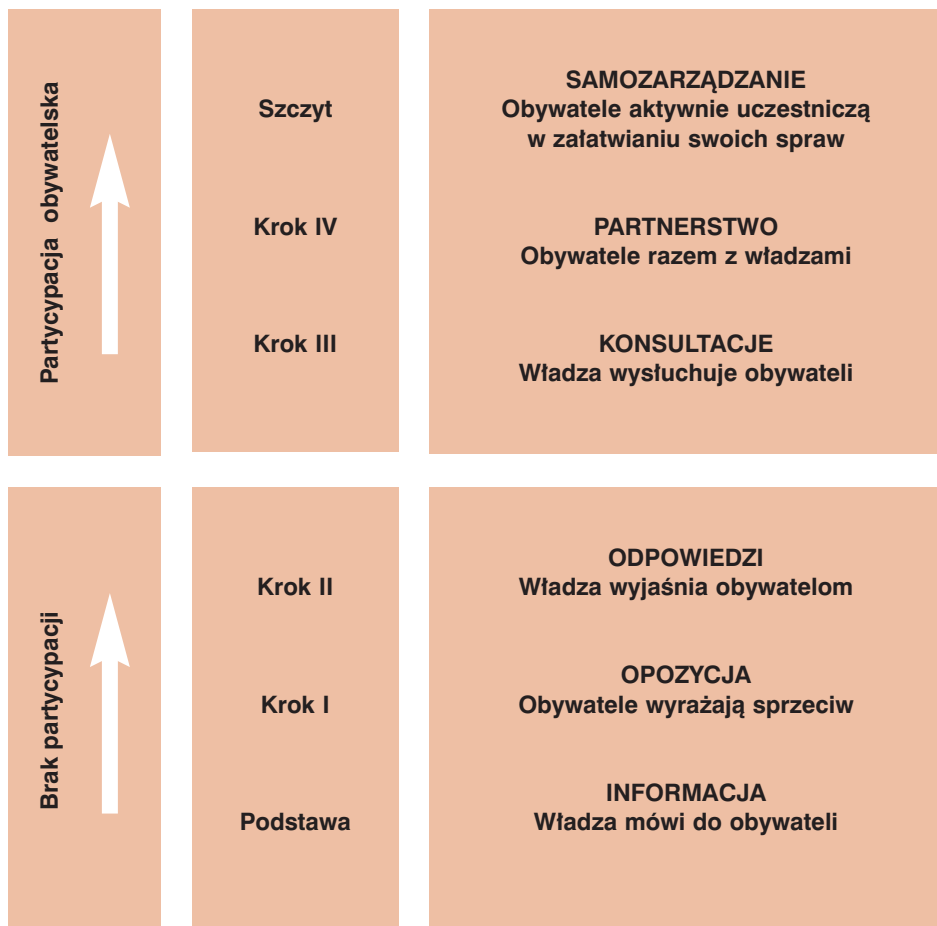 Partycypacja obywatelska
Szczyt
SAMOZARZĄDZANIE
Obywatele aktywnie uczestniczą
w załatwianiu swoich spraw
Krok IV
PARTNERSTWO
Obywatele razem z władzami
Krok III
KONSULTACJE
Władza wysłuchuje obywateli
Brak partycypacji
Krok II
ODPOWIEDZI
Władza wyjaśnia obywatelom
Krok I
OPOZYCJA
Obywatele wyrażają sprzeciw
Podstawa
INFORMACJA
Władza mówi do obywateli